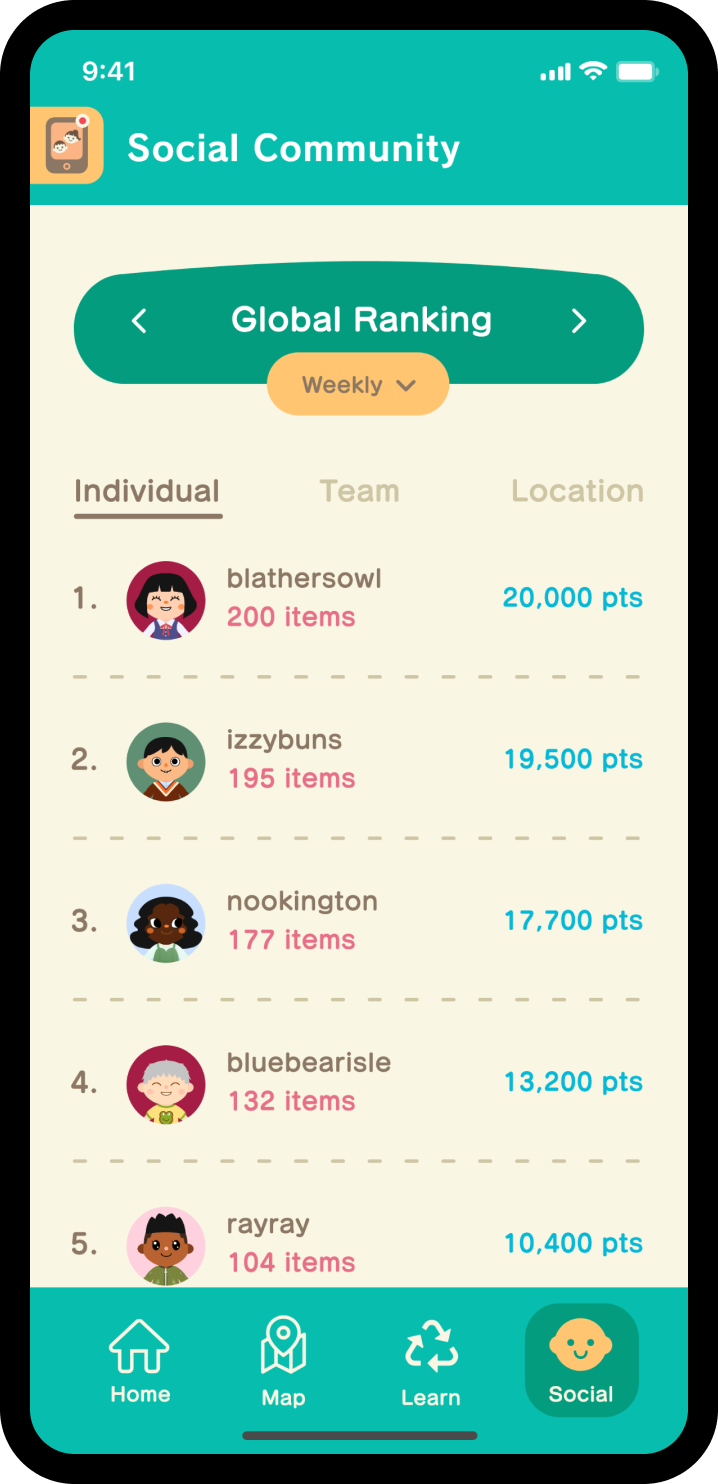 9:41
Social Community
Global Ranking
Weekly
Individual Team Location
1. blathersowl
200 items 20,000 pts
2. izzybuns
195 items 19,500 pts
3. nookington
177 items 17,700 pts
4. bluebearisle
132 items 13,200 pts
5. rayray
104 items 10,400 pts
Home Map Learn Social